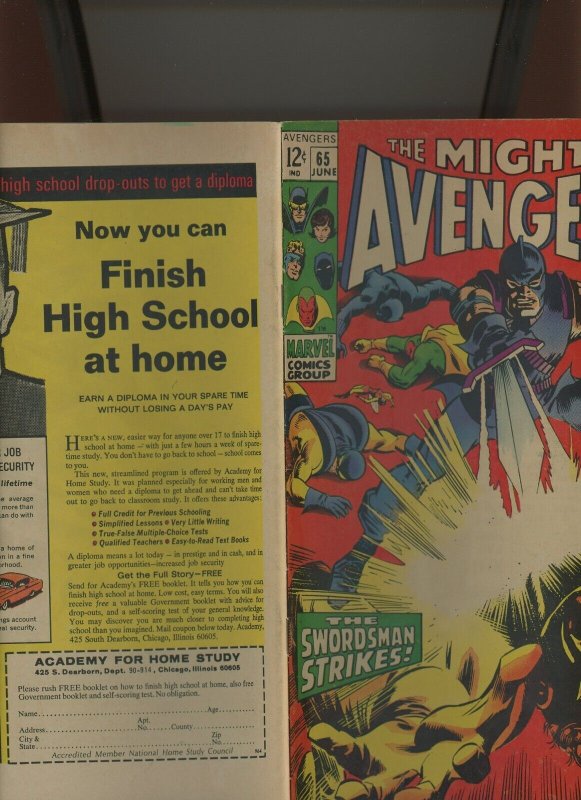 high school drop-outs to get a diploma
Now you can
Finish
High School
at home
EARN A DIPLOMA IN YOUR SPARE TIME
WITHOUT LOSING A DAY'S PAY
HERE'S A NEW, easier way for anyone over 17 to finish high
school at home — with just a few hours a week of spare-
time study. You don't have to go back to school — school comes
to you.
This new, streamlined program is offered by Academy for
Home Study. It was planned especially for working men and
women who need a diploma to get ahead and can't take time
out to go back to classroom study. It offers these advantages:
• Full Credit for Previous Schooling
• Simplified Lessons • Very Little Writing
• True-False Multiple-Choice Tests
• Qualified Teachers • Easy-to-Read Text Books
A diploma means a lot today — in prestige and in cash, and in
greater job opportunities—increased job security
Get the Full Story—FREE
Send for Academy's FREE booklet. It tells you how you can
finish high school at home. Low cost, easy terms. You will also
receive free a valuable Government booklet with advice for
drop-outs, and a self-scoring test of your general knowledge.
You may discover you are much closer to completing high
school than you imagined. Mail coupon below today. Academy,
425 South Dearborn, Chicago, Illinois 60605.
JOB
ECURITY
lifetime
e average
more than
can do with
a home of
n in a fine
orhood.
ngs account
al security.
ACADEMY FOR HOME STUDY
425 S. Dearborn, Dept. 90-914, Chicago, Illinois 60605
Please rush FREE booklet on how to finish high school at home, also free
Government booklet and self-scoring test. No obligation.
Name Age
Address Apt. No. County
City & State Zip No.
Accredited Member National Home Study Council 964
AVENGERS
12¢ 65
IND JUNE
THE MIGHT
AVENGE
MARVEL
COMICS
GROUP
THE
SWORDSMAN
STRIKES!